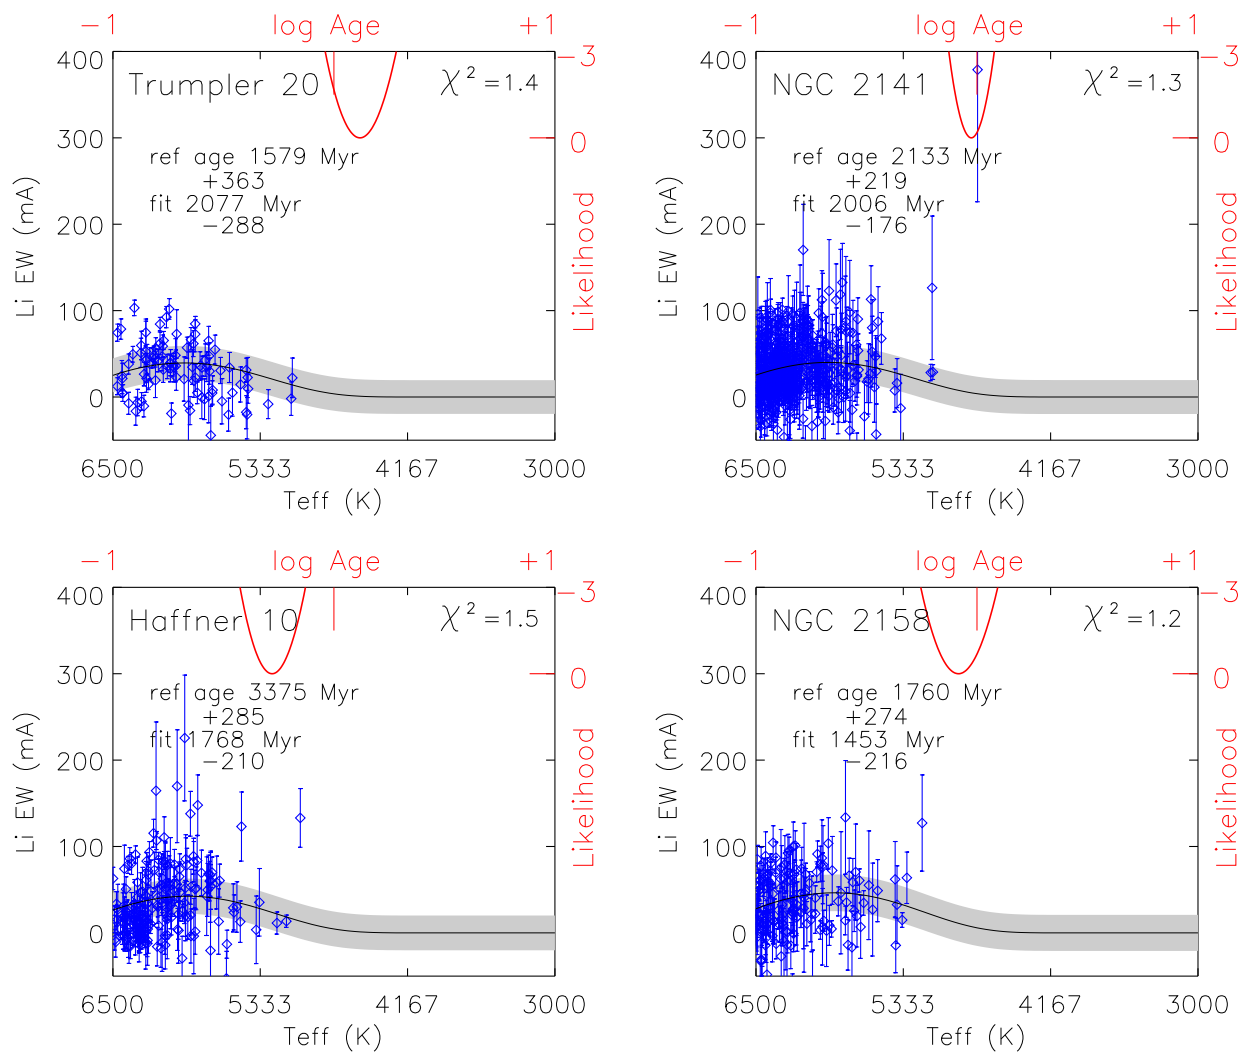 −1 log Age +1
400 Trumpler 20 χ²=1.4 −3
300 0
ref age 1579 Myr
+363
fit 2077 Myr
−288
200
100
0
Li EW (mA)
Likelihood
6500 5333 4167 3000
Teff (K)
−1 log Age +1
400 NGC 2141 χ²=1.3 −3
300 0
ref age 2133 Myr
+219
fit 2006 Myr
−176
200
100
0
Li EW (mA)
Likelihood
6500 5333 4167 3000
Teff (K)
−1 log Age +1
400 Haffner 10 χ²=1.5 −3
300 0
ref age 3375 Myr
+285
fit 1768 Myr
−210
200
100
0
Li EW (mA)
Likelihood
6500 5333 4167 3000
Teff (K)
−1 log Age +1
400 NGC 2158 χ²=1.2 −3
300 0
ref age 1760 Myr
+274
fit 1453 Myr
−216
200
100
0
Li EW (mA)
Likelihood
6500 5333 4167 3000
Teff (K)